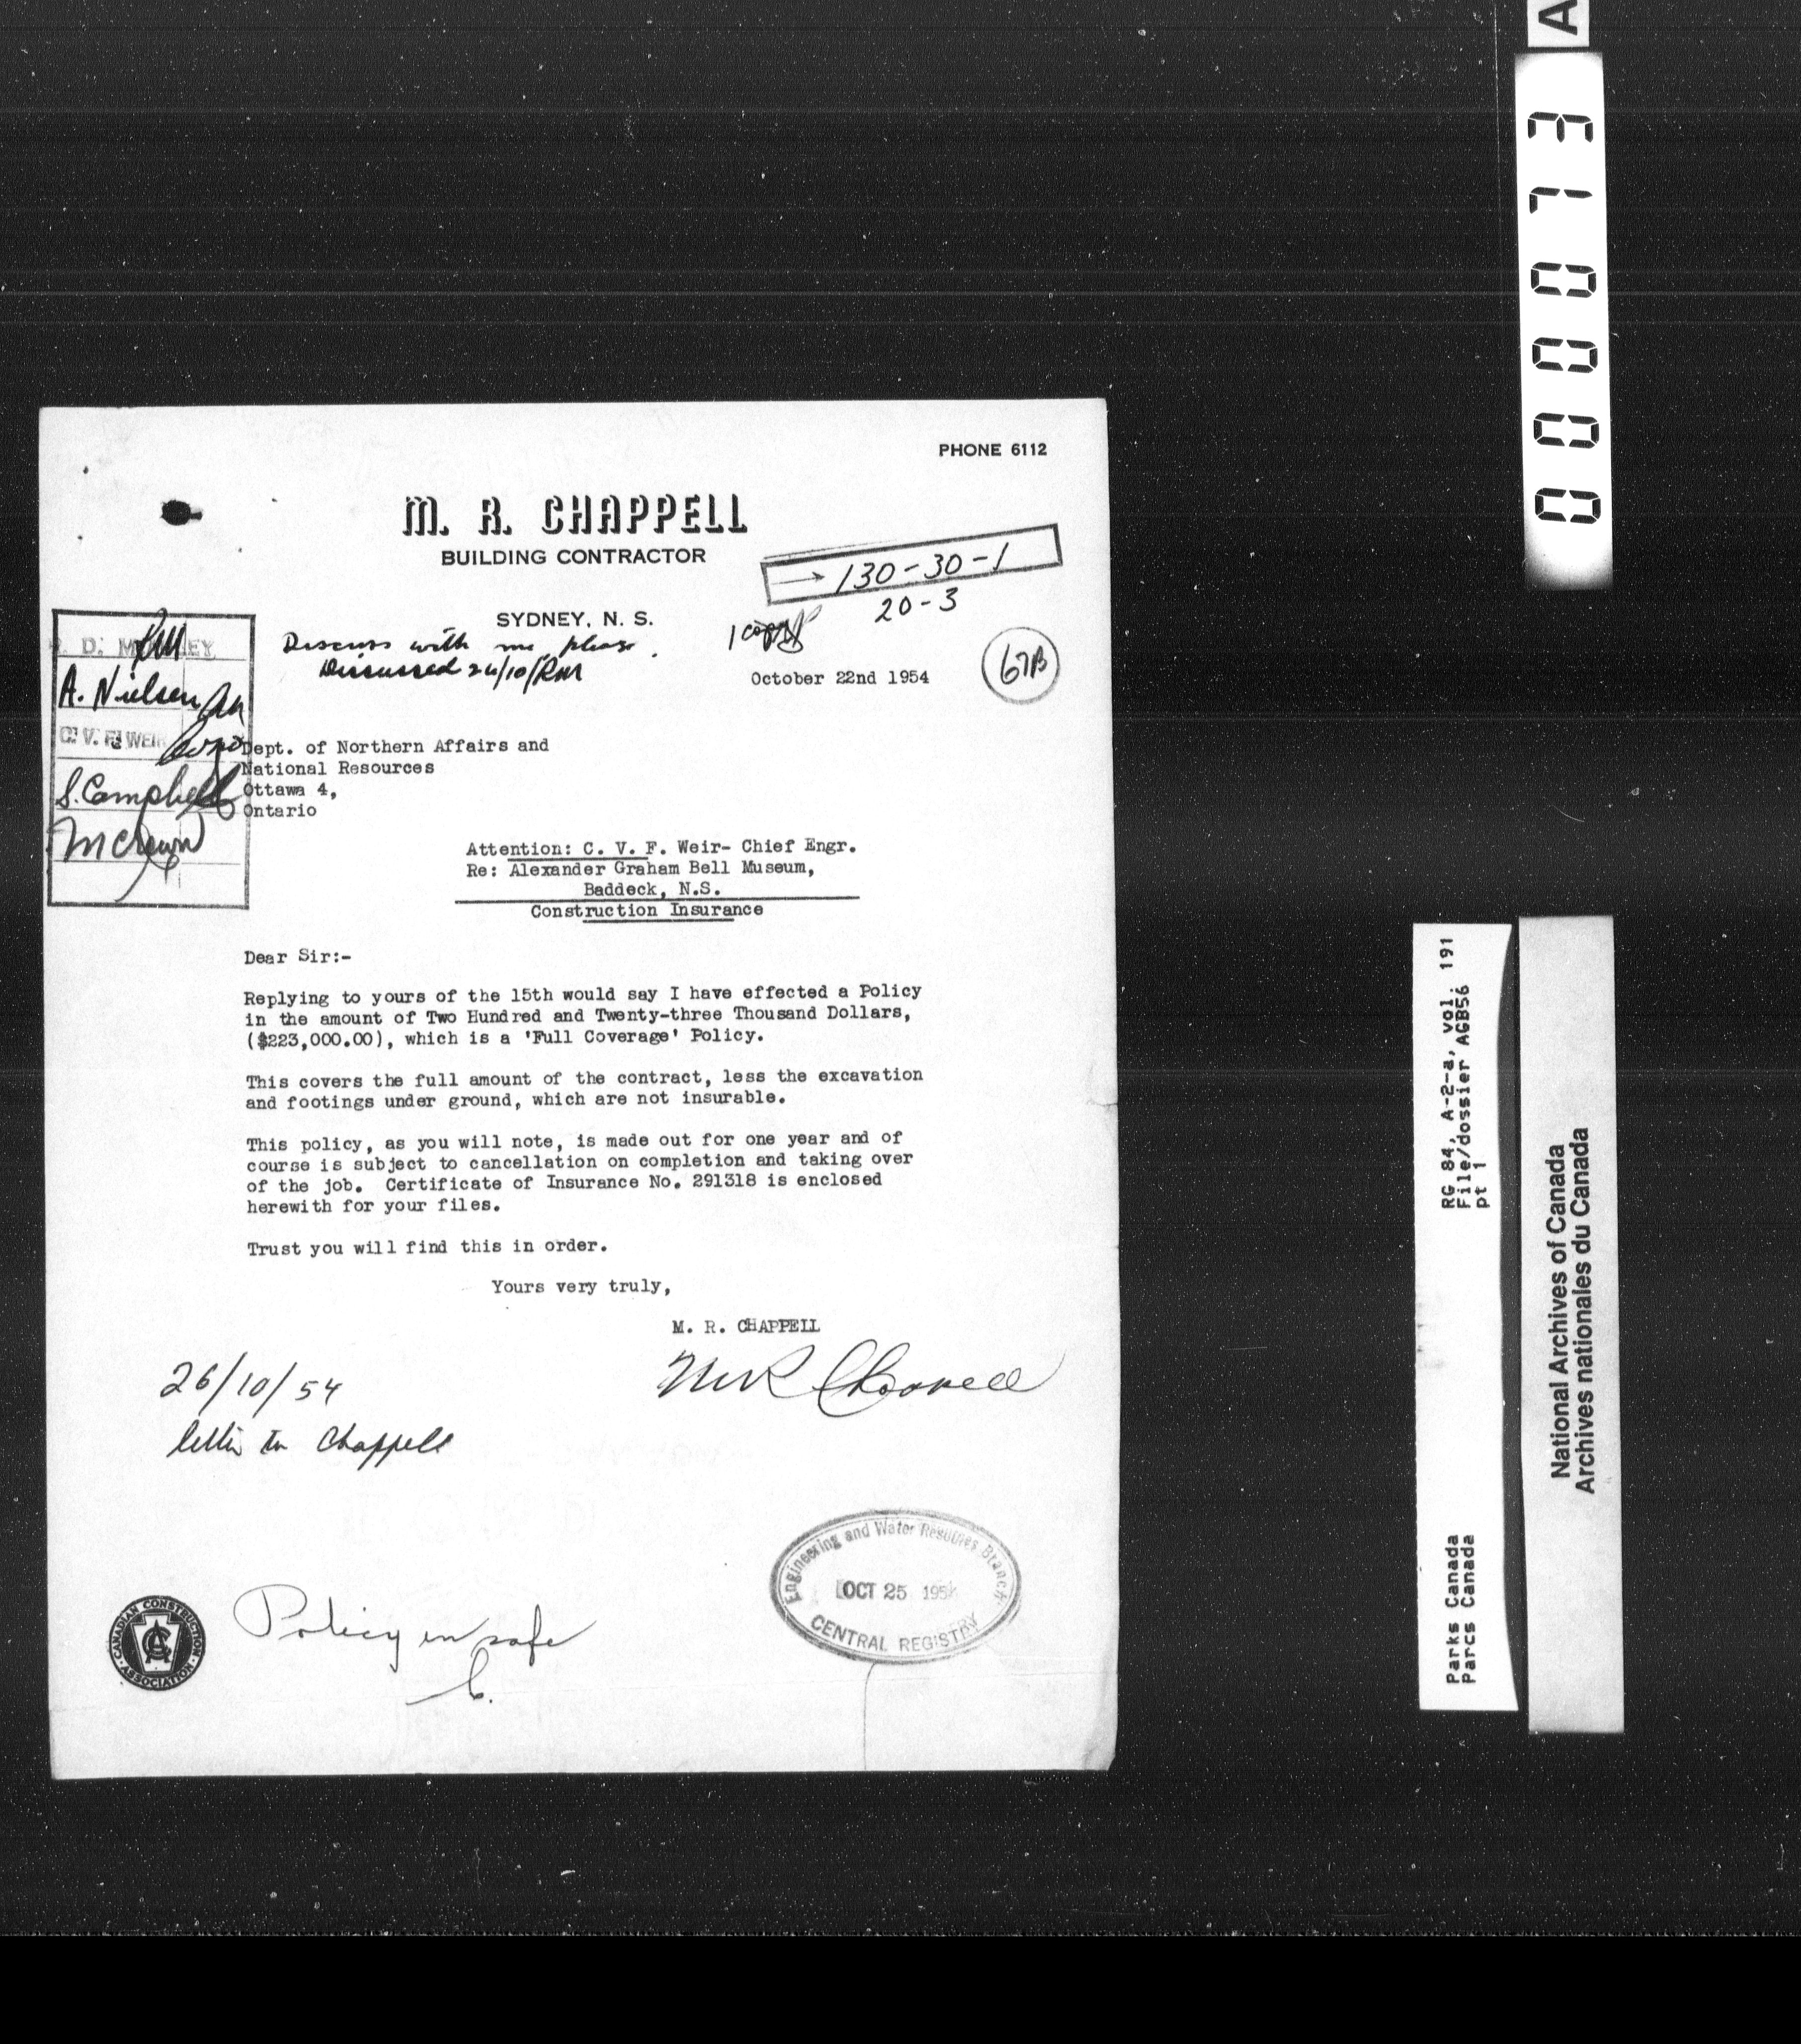 PHONE 6112
M. R. CHAPPELL
BUILDING CONTRACTOR
→ 130-30-1
20-3
SYDNEY, N. S.
1 copy
Discuss with me, please.
Discussed 26/10/RM
67B
October 22nd 1954
A. Nielsen
C. V. F. WEIR
S. Campbell
Dept. of Northern Affairs and
National Resources
Ottawa 4,
Ontario
Attention: C. V. F. Weir- Chief Engr.
Re: Alexander Graham Bell Museum,
Baddeck, N.S.
Construction Insurance
Dear Sir:-
Replying to yours of the 15th would say I have effected a Policy
in the amount of Two Hundred and Twenty-three Thousand Dollars,
($223,000.00), which is a 'Full Coverage' Policy.
This covers the full amount of the contract, less the excavation
and footings under ground, which are not insurable.
This policy, as you will note, is made out for one year and of
course is subject to cancellation on completion and taking over
of the job. Certificate of Insurance No. 291318 is enclosed
herewith for your files.
Trust you will find this in order.
Yours very truly,
M. R. CHAPPELL
M R Chappell
26/10/54
letter to Chappell
Engineering and Water Resources Branch
OCT 25 1954
CENTRAL REGISTRY
CANADIAN CONSTRUCTION
CA
ASSOCIATION
Policy in safe
C.
A
000013
RG 84, A-2-a, vol. 191
File/dossier AGB56
pt 1
Parks Canada
Parcs Canada
National Archives of Canada
Archives nationales du Canada